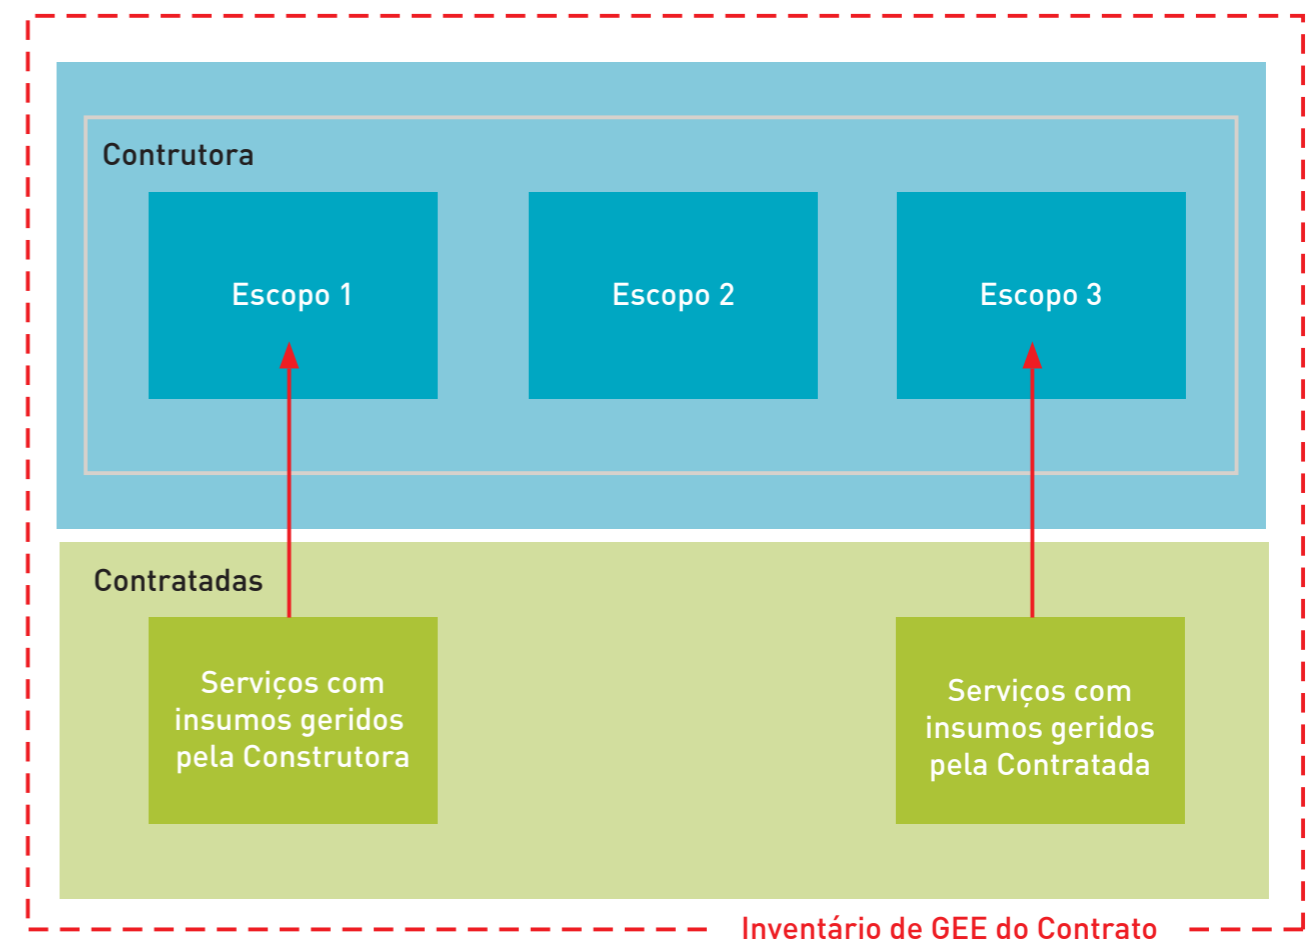 Contrutora
Escopo 1
Escopo 2
Escopo 3
Contratadas
Serviços com
insumos geridos
pela Construtora
Serviços com
insumos geridos
pela Contratada
Inventário de GEE do Contrato